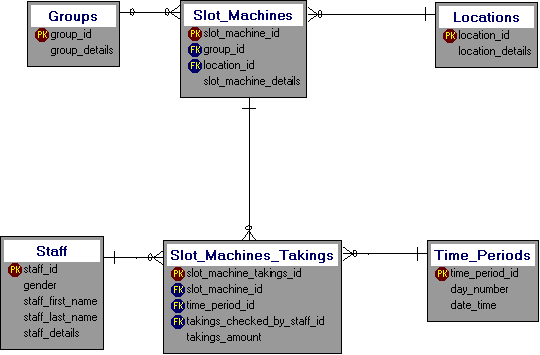 Groups
PK group_id
group_details
Slot_Machines
PK slot_machine_id
FK group_id
FK location_id
slot_machine_details
Locations
PK location_id
location_details
Staff
PK staff_id
gender
staff_first_name
staff_last_name
staff_details
Slot_Machines_Takings
PK slot_machine_takings_id
FK slot_machine_id
FK time_period_id
FK takings_checked_by_staff_id
takings_amount
Time_Periods
PK time_period_id
day_number
date_time